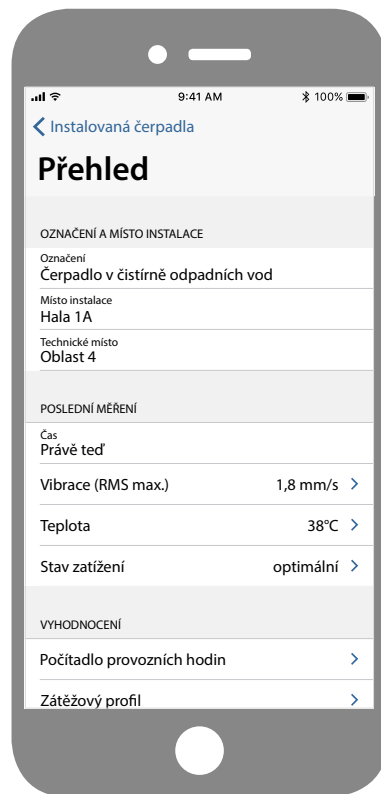 9:41 AM
100%
Instalovaná čerpadla
Přehled
OZNAČENÍ A MÍSTO INSTALACE
Označení
Čerpadlo v čistírně odpadních vod
Místo instalace
Hala 1A
Technické místo
Oblast 4
POSLEDNÍ MĚŘENÍ
Čas
Právě teď
Vibrace (RMS max.) 1,8 mm/s
Teplota 38°C
Stav zatížení optimální
VYHODNOCENÍ
Počítadlo provozních hodin
Zátěžový profil